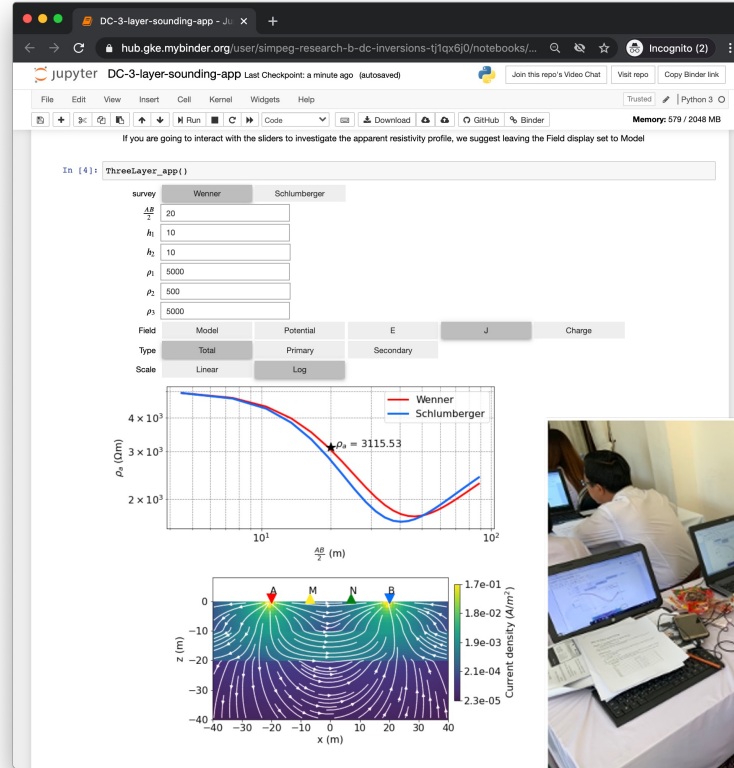 DC-3-layer-sounding-app - Ju
hub.gke.mybinder.org/user/simpeg-research-b-dc-inversions-tj1qx6j0/notebooks/...
Incognito (2)
jupyter DC-3-layer-sounding-app Last Checkpoint: a minute ago (autosaved)
Join this repo's Video Chat
Visit repo
Copy Binder link
File Edit View Insert Cell Kernel Widgets Help
Trusted
Python 3
Run
Code
Download
GitHub
Binder
Memory: 579 / 2048 MB
If you are going to interact with the sliders to investigate the apparent resistivity profile, we suggest leaving the Field display set to Model
In [4]: ThreeLayer_app()
survey Wenner Schlumberger
AB/2 20
h₁ 10
h₂ 10
ρ₁ 5000
ρ₂ 500
ρ₃ 5000
Field Model Potential E J Charge
Type Total Primary Secondary
Scale Linear Log
Wenner
Schlumberger
4 × 10³
3 × 10³
2 × 10³
ρₐ (Ωm)
ρₐ = 3115.53
10¹ 10²
AB/2 (m)
A M N B
0
−10
−20
−30
−40
z (m)
−40 −30 −20 −10 0 10 20 30 40
x (m)
1.7e-01
1.8e-02
1.9e-03
2.1e-04
2.3e-05
Current density (A/m²)